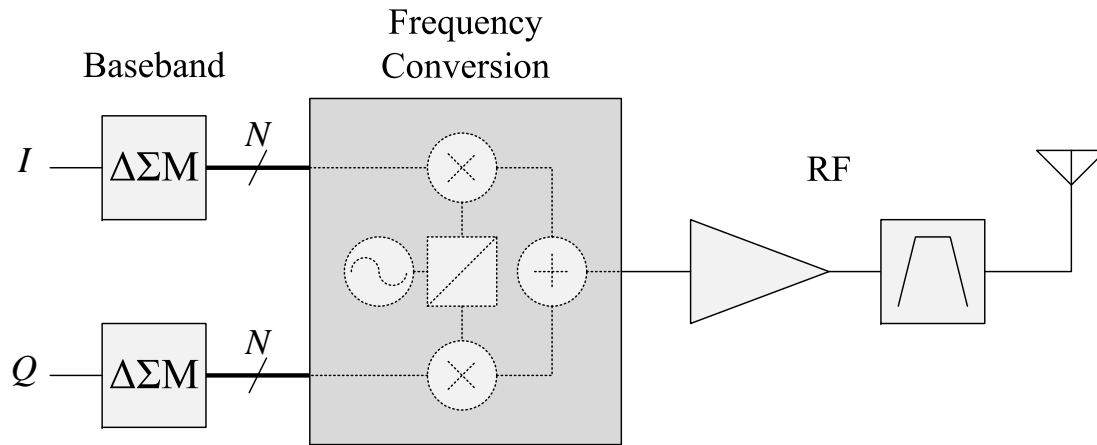 Frequency
Conversion
Baseband
RF
I
ΔΣM
N
Q
ΔΣM
N